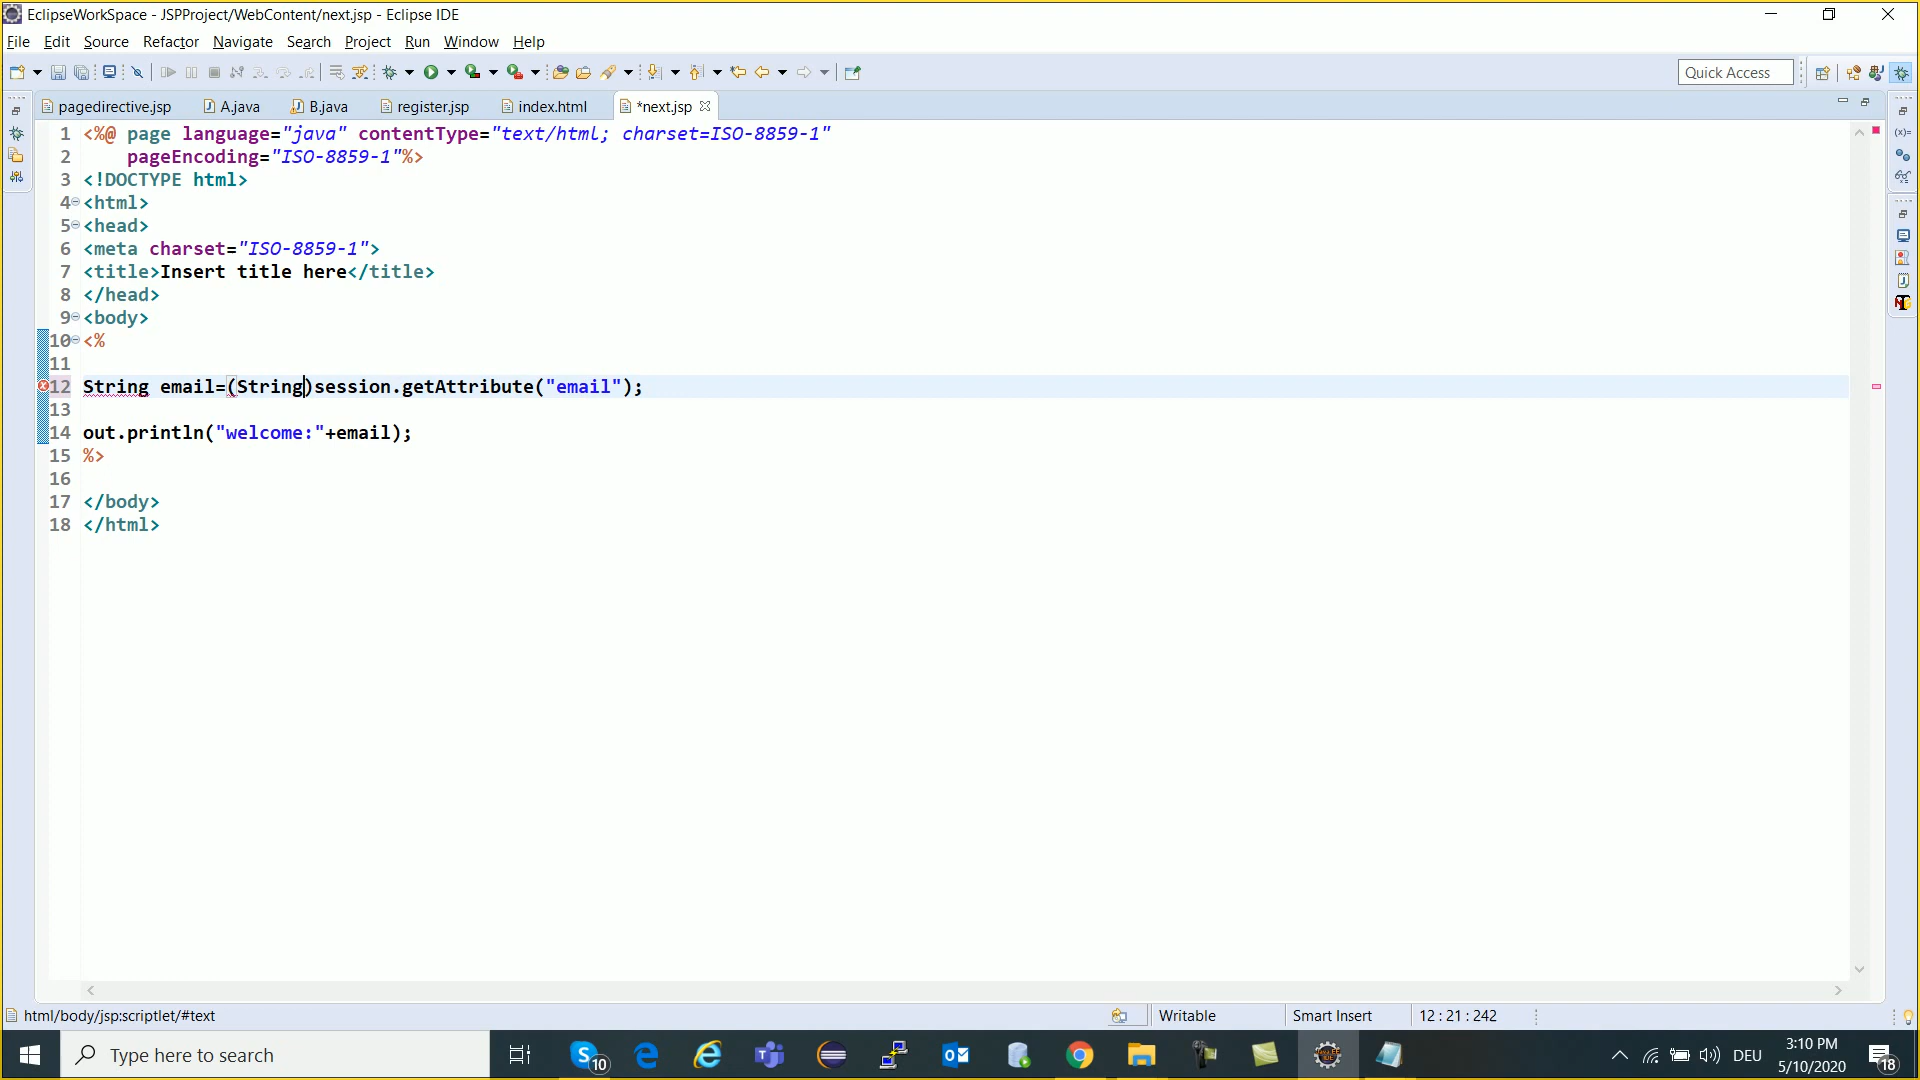 EclipseWorkSpace - JSPProject/WebContent/next.jsp - Eclipse IDE
File Edit Source Refactor Navigate Search Project Run Window Help
Quick Access
pagedirective.jsp A.java B.java register.jsp index.html *next.jsp
1 <%@ page language="java" contentType="text/html; charset=ISO-8859-1"
2     pageEncoding="ISO-8859-1"%>
3 <!DOCTYPE html>
4 <html>
5 <head>
6 <meta charset="ISO-8859-1">
7 <title>Insert title here</title>
8 </head>
9 <body>
10 <%
11
12 String email=(String)session.getAttribute("email");
13
14 out.println("welcome:"+email);
15 %>
16
17 </body>
18 </html>
html/body/jsp:scriptlet/#text Writable Smart Insert 12 : 21 : 242
Type here to search 10 DEU 3:10 PM 18
5/10/2020